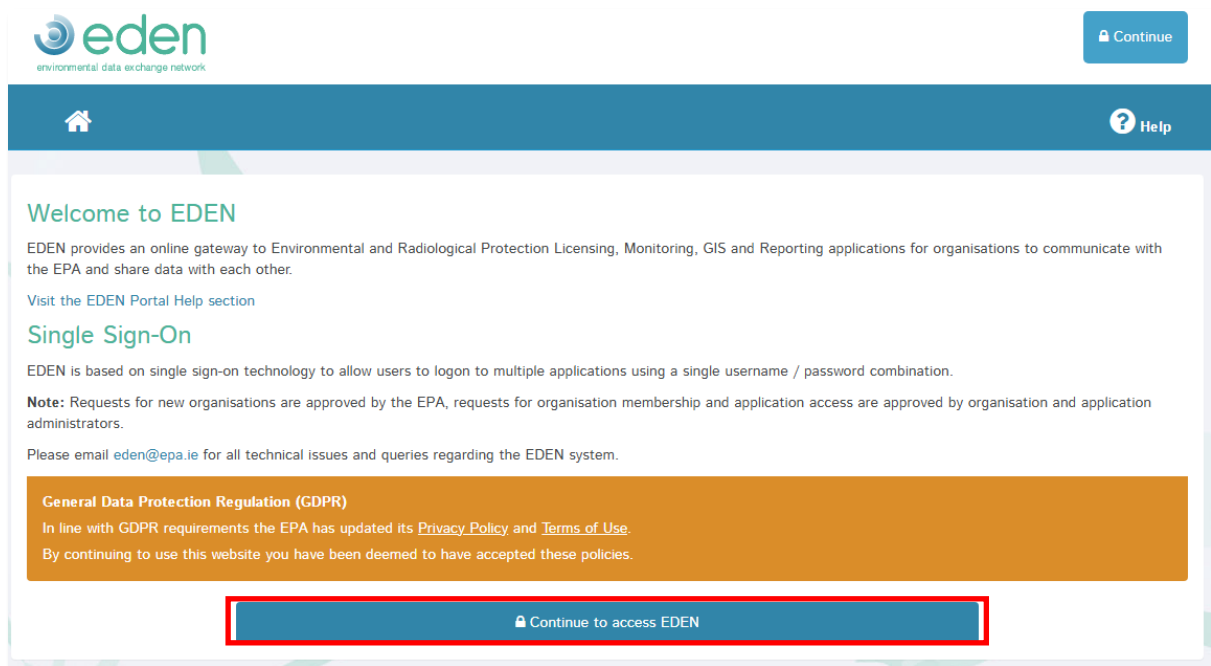 eden
environmental data exchange network
Continue
Help
Welcome to EDEN
EDEN provides an online gateway to Environmental and Radiological Protection Licensing, Monitoring, GIS and Reporting applications for organisations to communicate with
the EPA and share data with each other.
Visit the EDEN Portal Help section
Single Sign-On
EDEN is based on single sign-on technology to allow users to logon to multiple applications using a single username / password combination.
Note: Requests for new organisations are approved by the EPA, requests for organisation membership and application access are approved by organisation and application
administrators.
Please email eden@epa.ie for all technical issues and queries regarding the EDEN system.
General Data Protection Regulation (GDPR)
In line with GDPR requirements the EPA has updated its Privacy Policy and Terms of Use.
By continuing to use this website you have been deemed to have accepted these policies.
Continue to access EDEN